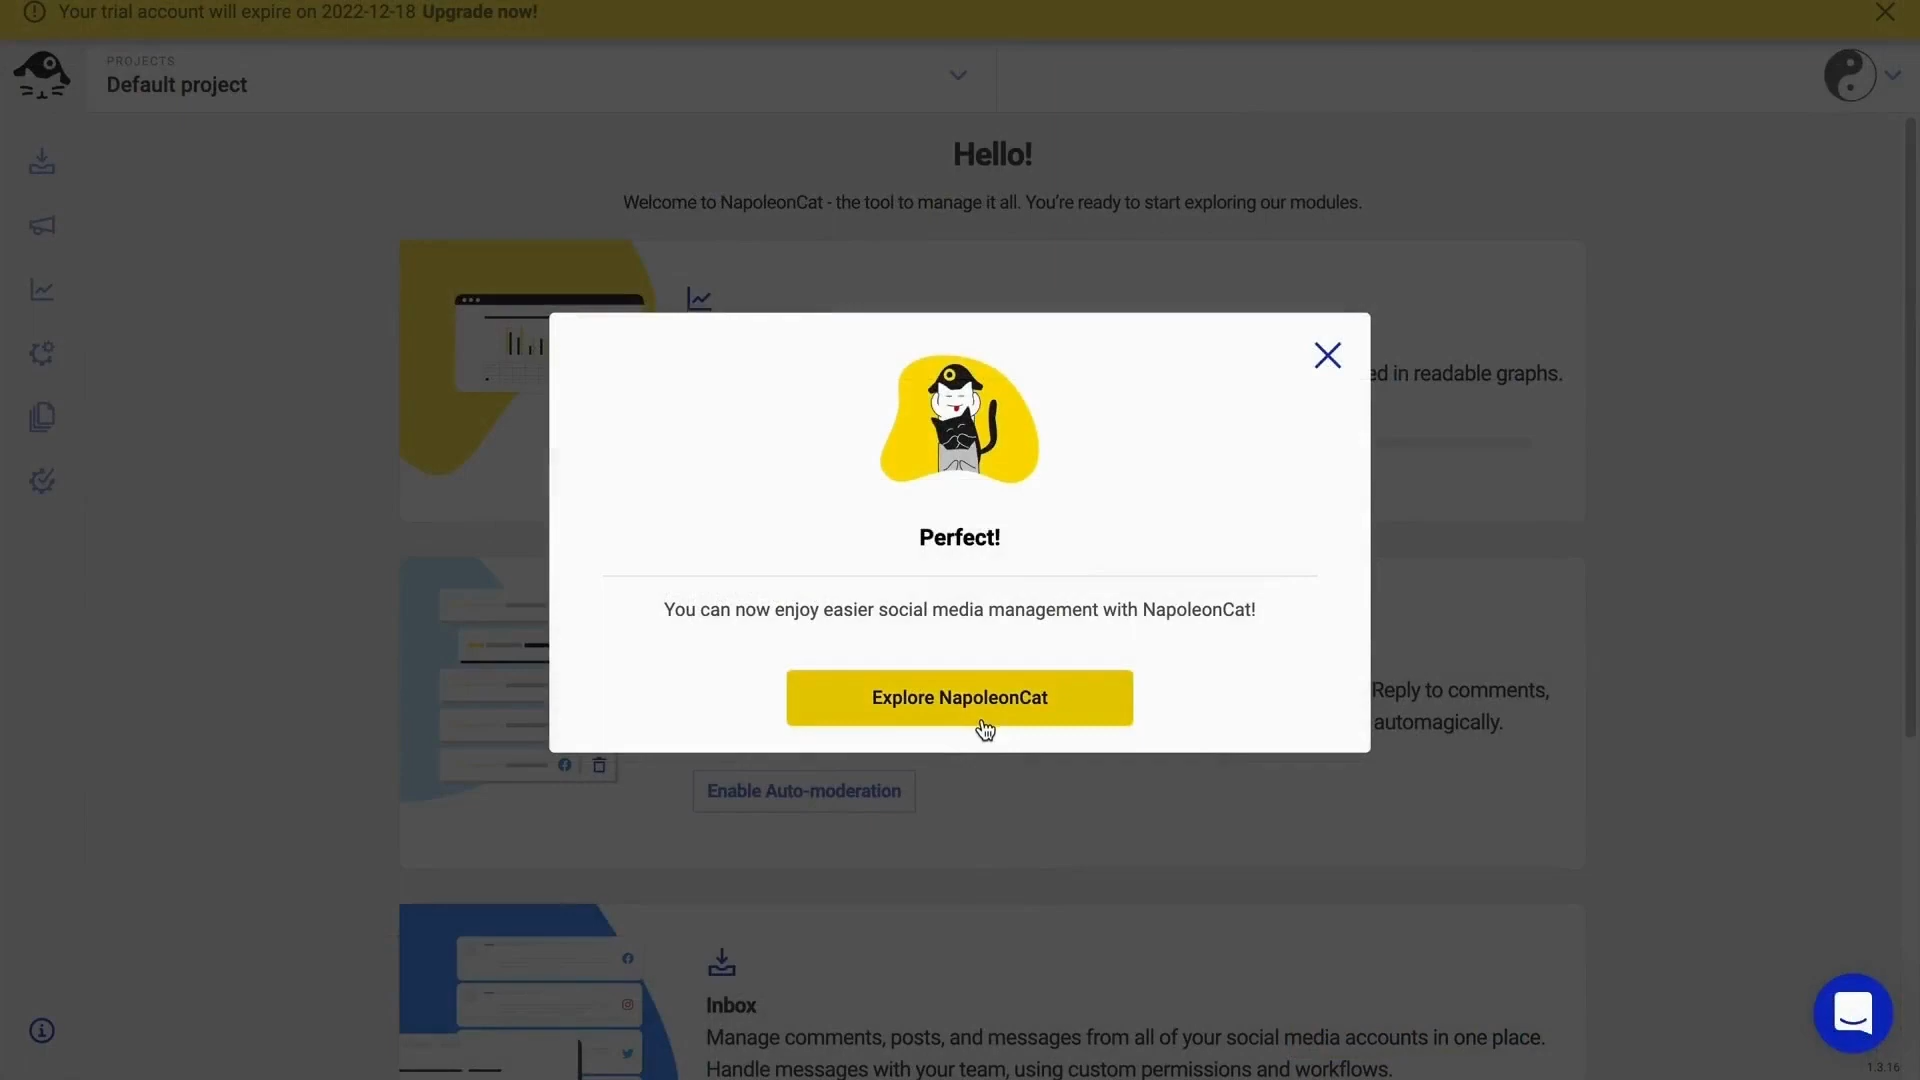 Your trial account will expire on 2022-12-18 Upgrade now!
PROJECTS
Default project
Hello!
Welcome to NapoleonCat - the tool to manage it all. You're ready to start exploring our modules.
ed in readable graphs.
Perfect!
You can now enjoy easier social media management with NapoleonCat!
Explore NapoleonCat
Reply to comments,
automagically.
Enable Auto-moderation
Inbox
Manage comments, posts, and messages from all of your social media accounts in one place.
Handle messages with your team, using custom permissions and workflows.
1.3.16